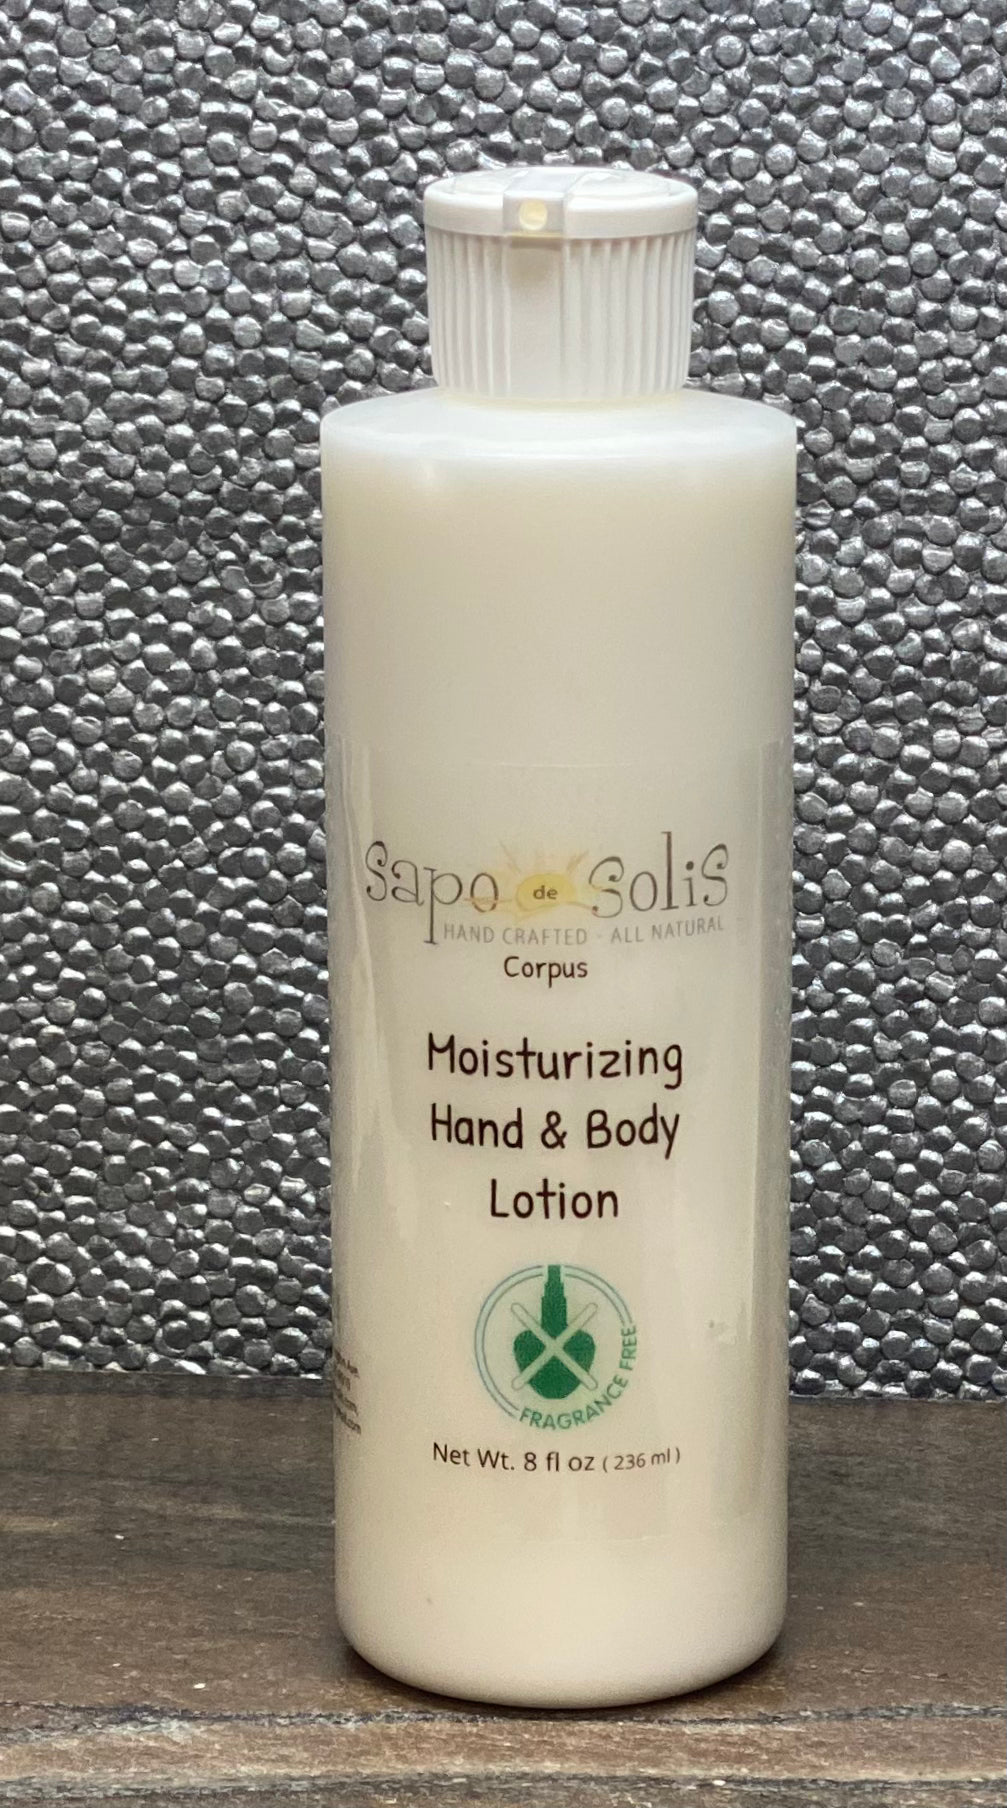 sapo de solis
HAND CRAFTED - ALL NATURAL
Corpus
Moisturizing
Hand & Body
Lotion
FRAGRANCE FREE
Net Wt. 8 fl oz ( 236 ml )